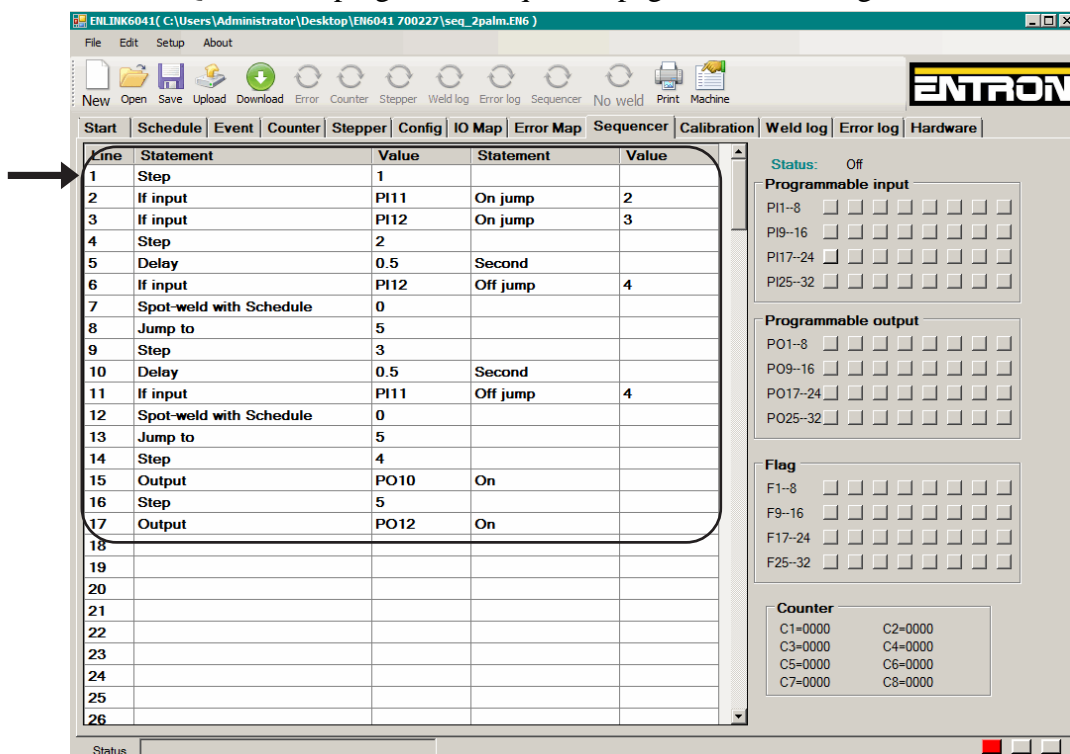 ENLINK6041( C:\Users\Administrator\Desktop\EN6041 700227\seq_2palm.EN6 )
File Edit Setup About
New Open Save Upload Download Error Counter Stepper Weld log Error log Sequencer No weld Print Machine
ENTRON
Start Schedule Event Counter Stepper Config IO Map Error Map Sequencer Calibration Weld log Error log Hardware
Line Statement Value Statement Value
1 Step 1
2 If input PI11 On jump 2
3 If input PI12 On jump 3
4 Step 2
5 Delay 0.5 Second
6 If input PI12 Off jump 4
7 Spot-weld with Schedule 0
8 Jump to 5
9 Step 3
10 Delay 0.5 Second
11 If input PI11 Off jump 4
12 Spot-weld with Schedule 0
13 Jump to 5
14 Step 4
15 Output PO10 On
16 Step 5
17 Output PO12 On
18
19
20
21
22
23
24
25
26
Status: Off
Programmable input
PI1--8
PI9--16
PI17--24
PI25--32
Programmable output
PO1--8
PO9--16
PO17--24
PO25--32
Flag
F1--8
F9--16
F17--24
F25--32
Counter
C1=0000 C2=0000
C3=0000 C4=0000
C5=0000 C6=0000
C7=0000 C8=0000
Status